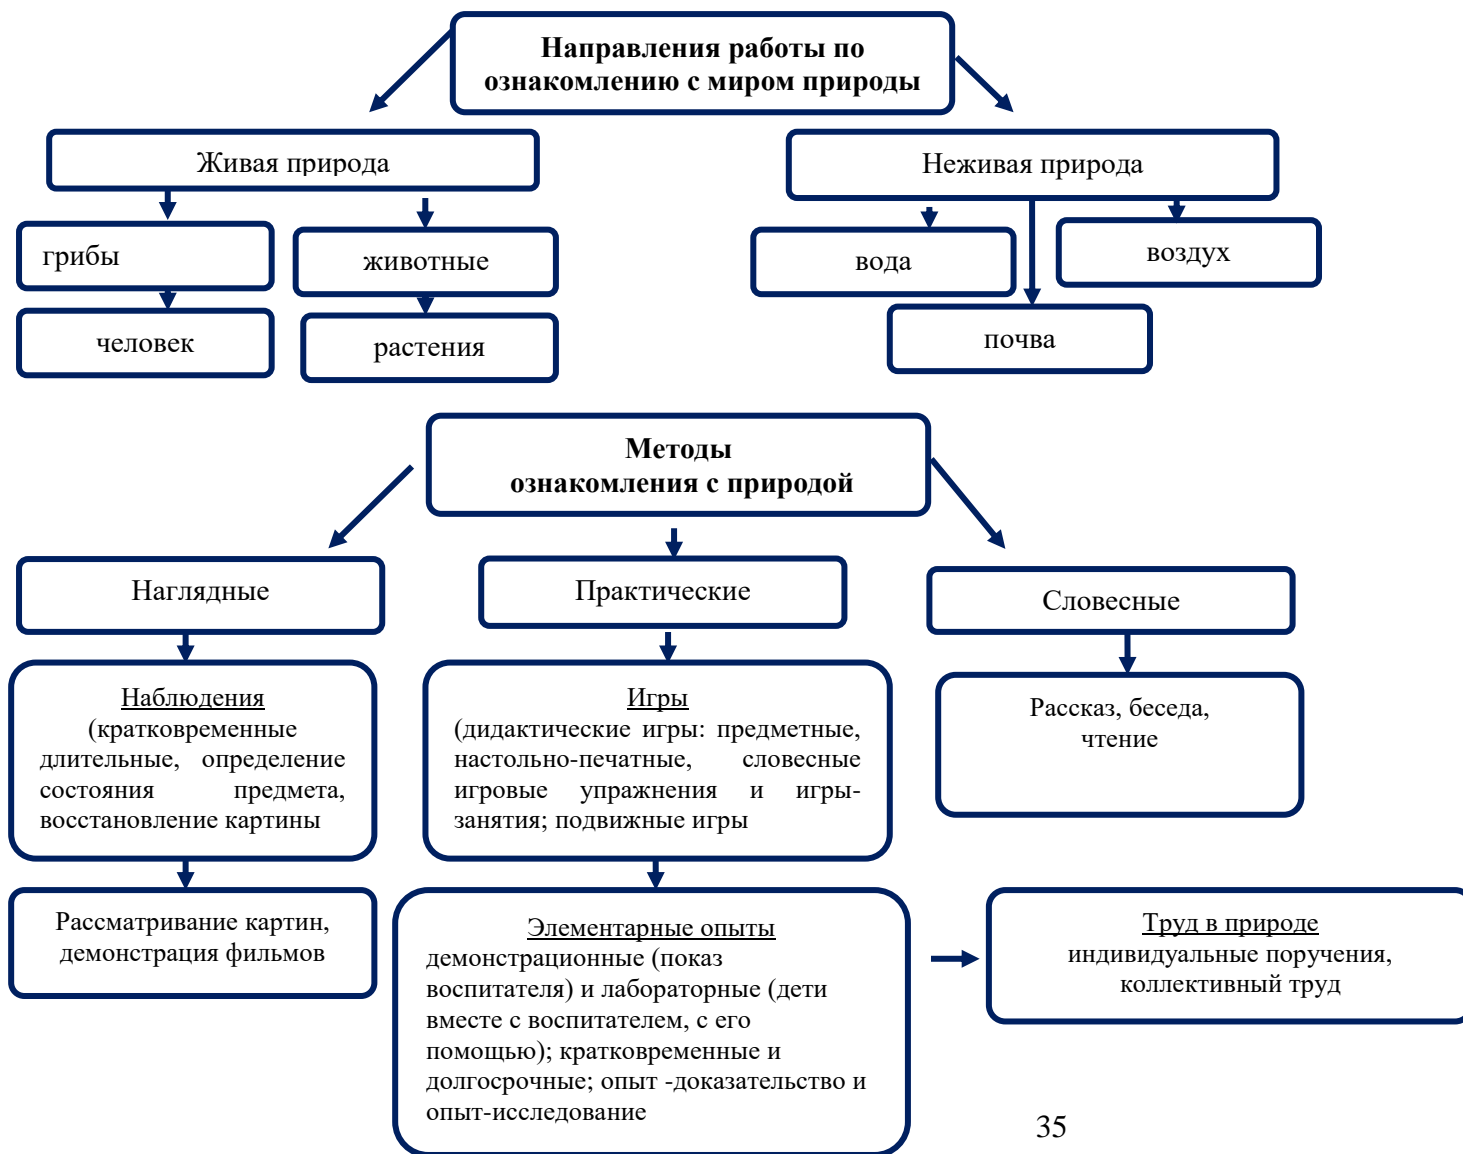 Направления работы по
ознакомлению с миром природы
Живая природа
Неживая природа
грибы
животные
вода
воздух
человек
растения
почва
Методы
ознакомления с природой
Наглядные
Практические
Словесные
Наблюдения
(кратковременные
длительные, определение
состояния предмета,
восстановление картины
Игры
(дидактические игры: предметные,
настольно-печатные, словесные
игровые упражнения и игры-
занятия; подвижные игры
Рассказ, беседа,
чтение
Рассматривание картин,
демонстрация фильмов
Элементарные опыты
демонстрационные (показ
воспитателя) и лабораторные (дети
вместе с воспитателем, с его
помощью); кратковременные и
долгосрочные; опыт -доказательство и
опыт-исследование
Труд в природе
индивидуальные поручения,
коллективный труд
35